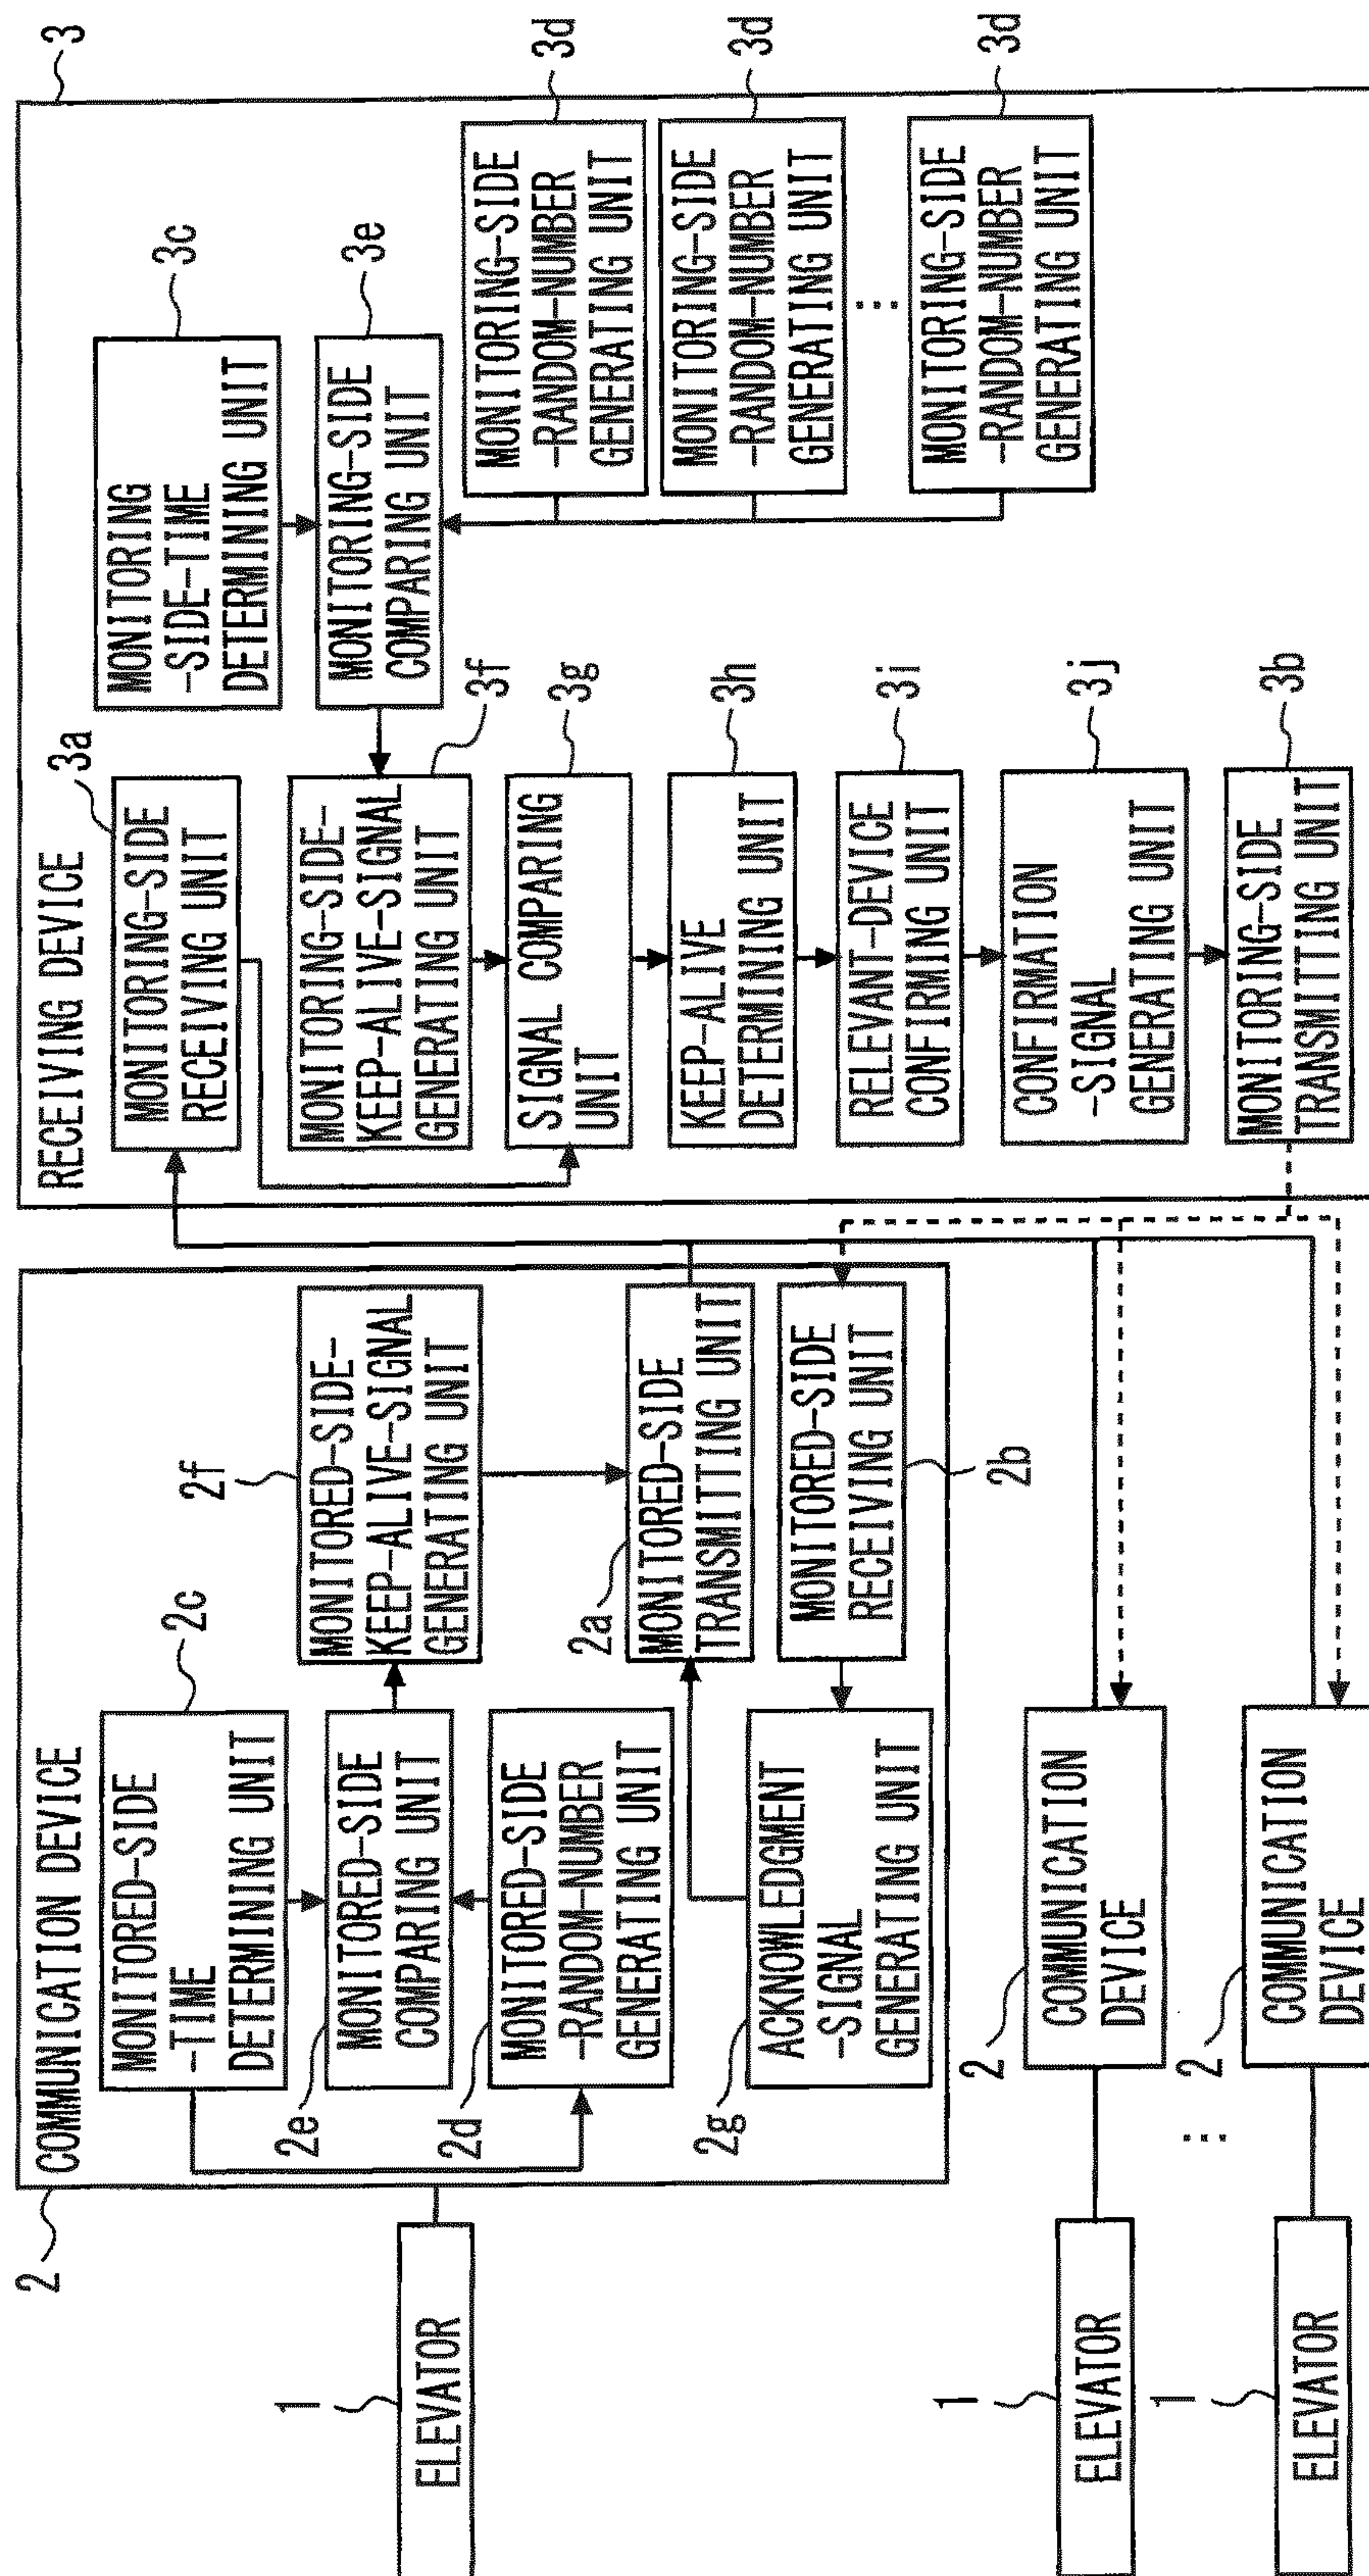 2
COMMUNICATION DEVICE
MONITORED-SIDE
-TIME
DETERMINING UNIT
2c
2e
MONITORED-SIDE
COMPARING UNIT
2d
MONITORED-SIDE
-RANDOM-NUMBER
GENERATING UNIT
2f
MONITORED-SIDE-
KEEP-ALIVE-SIGNAL
GENERATING UNIT
2a
MONITORED-SIDE
TRANSMITTING UNIT
MONITORED-SIDE
RECEIVING UNIT
2b
2g
ACKNOWLEDGMENT
-SIGNAL
GENERATING UNIT
1
ELEVATOR
1
ELEVATOR
2
COMMUNICATION
DEVICE
...
1
ELEVATOR
2
COMMUNICATION
DEVICE
RECEIVING DEVICE
3
3a
MONITORING-SIDE
RECEIVING UNIT
MONITORING
-SIDE-TIME
DETERMINING UNIT
3c
MONITORING-SIDE
COMPARING UNIT
3e
MONITORING-SIDE-
KEEP-ALIVE-SIGNAL
GENERATING UNIT
3f
MONITORING-SIDE
-RANDOM-NUMBER
GENERATING UNIT
3d
MONITORING-SIDE
-RANDOM-NUMBER
GENERATING UNIT
3d
...
MONITORING-SIDE
-RANDOM-NUMBER
GENERATING UNIT
3d
SIGNAL COMPARING
UNIT
3g
KEEP-ALIVE
DETERMINING UNIT
3h
RELEVANT-DEVICE
CONFIRMING UNIT
3i
CONFIRMATION
-SIGNAL
GENERATING UNIT
3j
MONITORING-SIDE
TRANSMITTING UNIT
3b